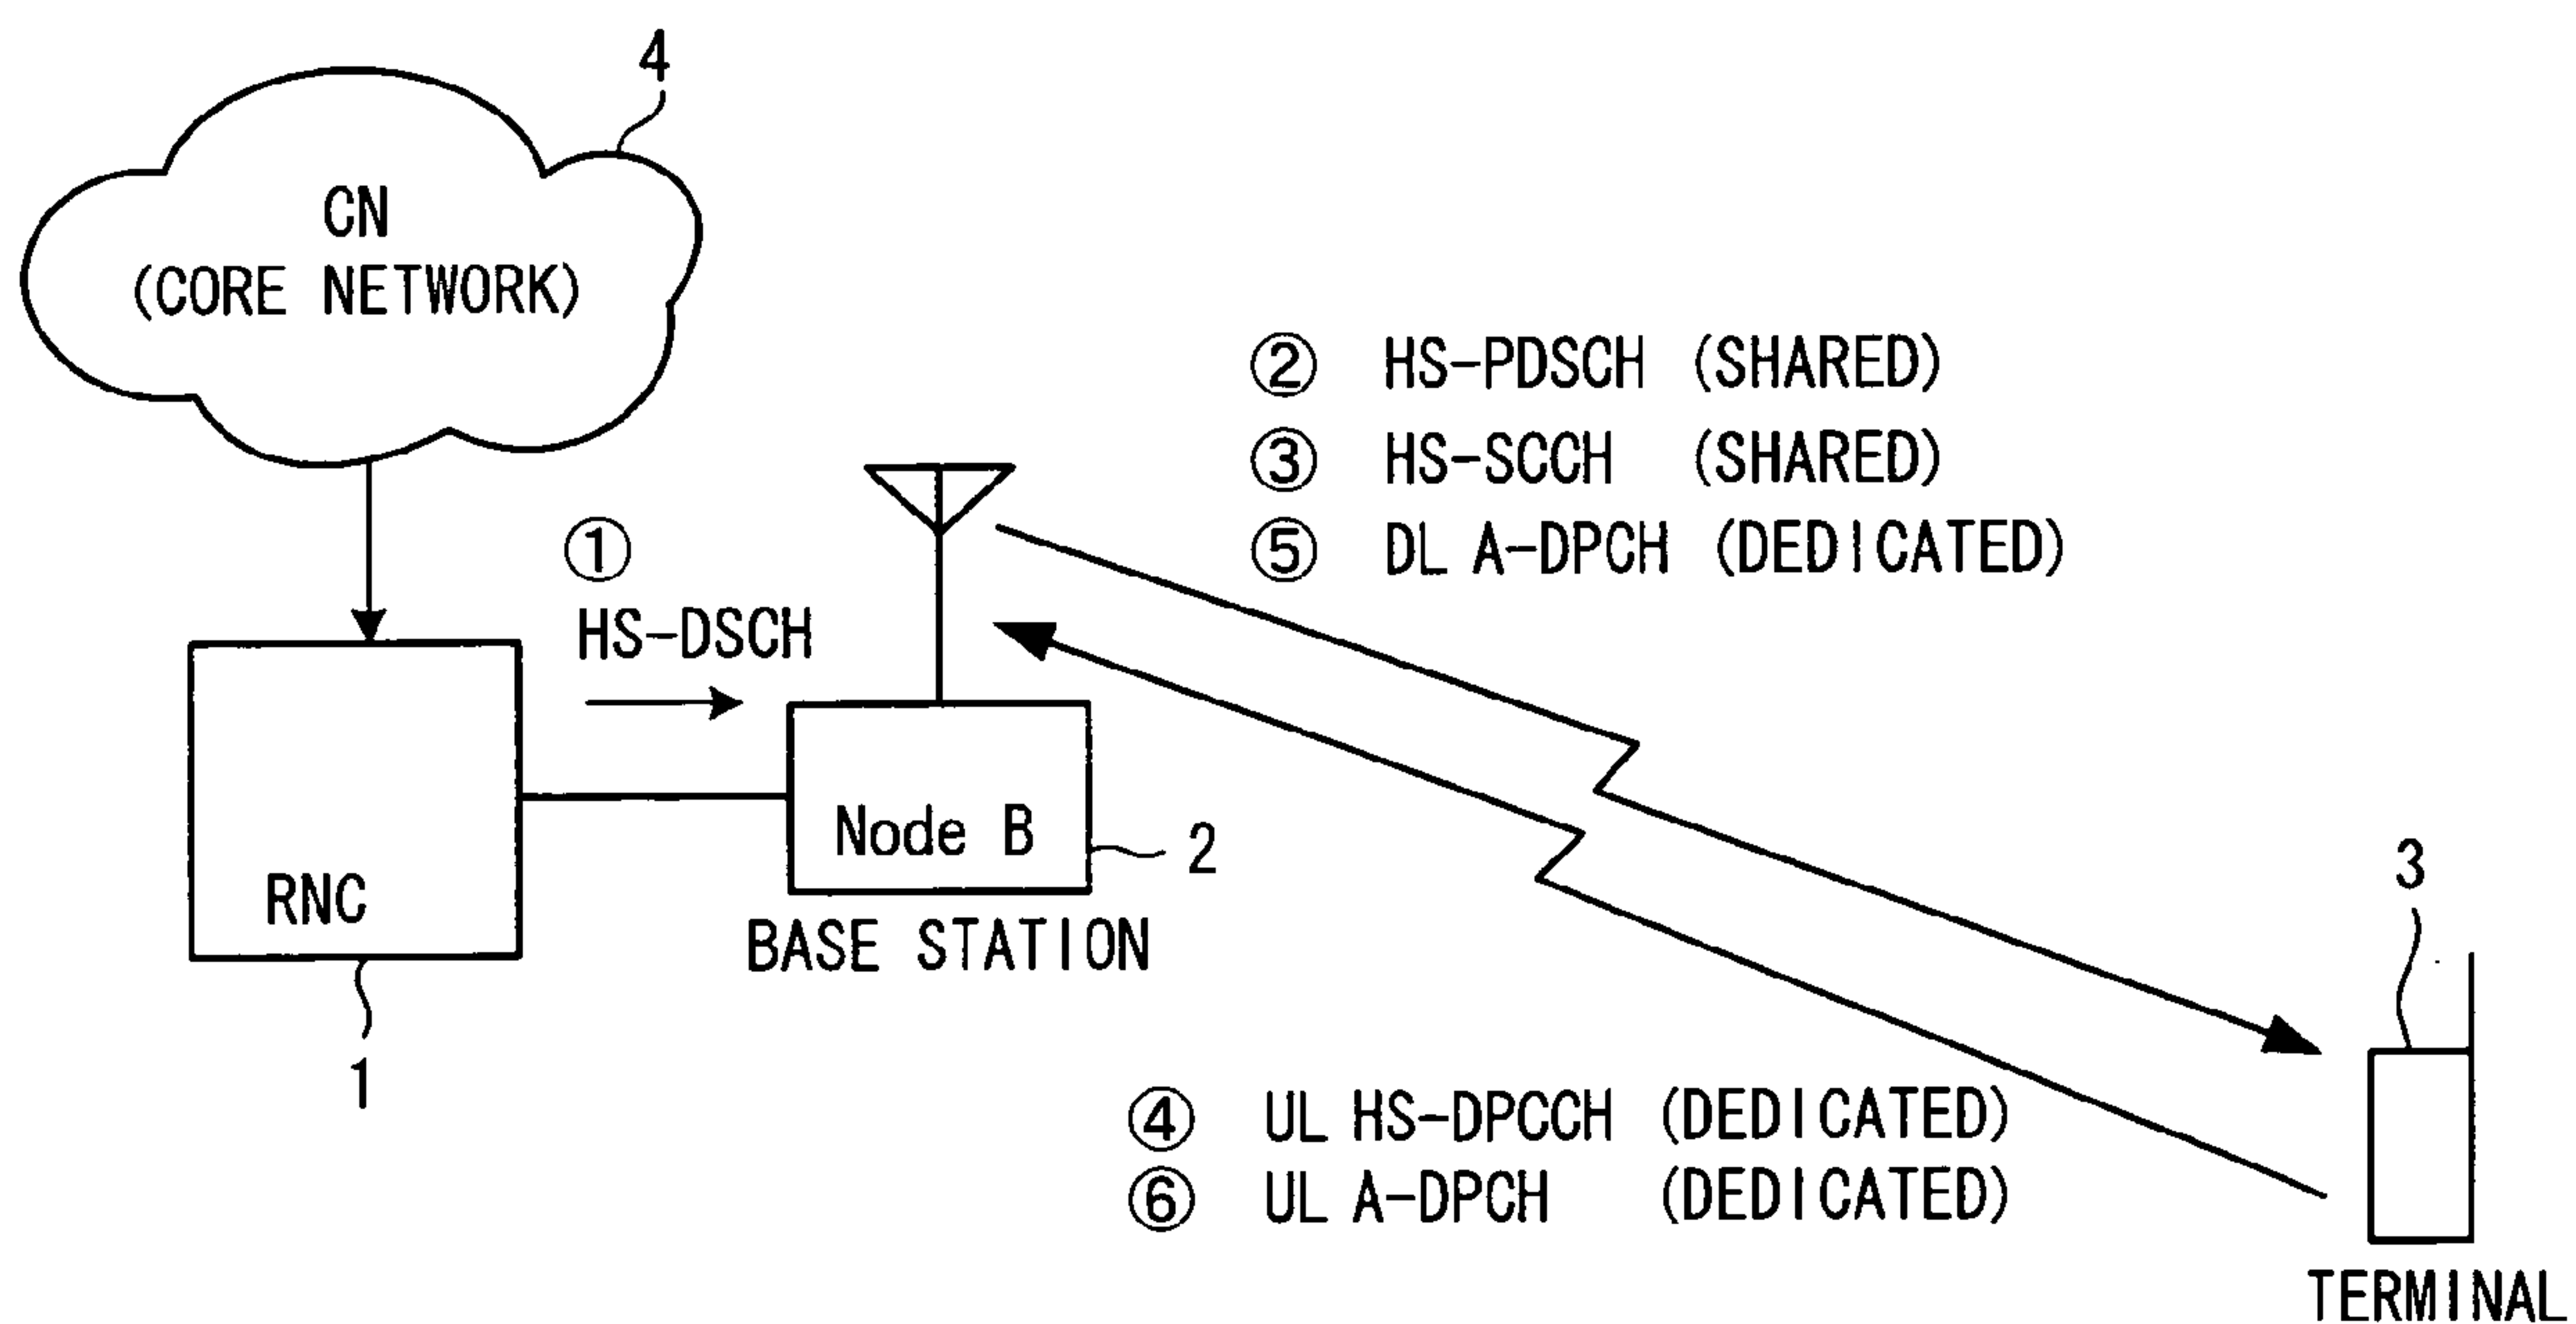 4
CN
(CORE NETWORK)
② HS-PDSCH (SHARED)
③ HS-SCCH (SHARED)
⑤ DL A-DPCH (DEDICATED)
①
HS-DSCH
Node B
2
RNC
BASE STATION
3
1
④ UL HS-DPCCH (DEDICATED)
⑥ UL A-DPCH (DEDICATED)
TERMINAL